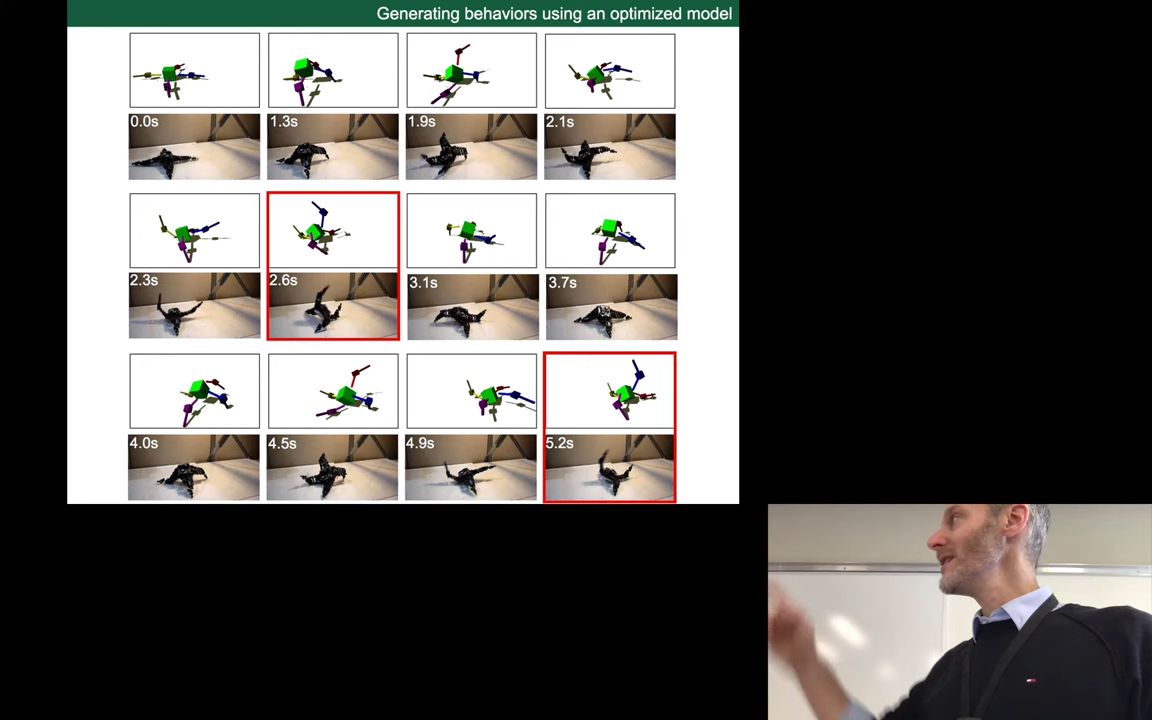 Generating behaviors using an optimized model
0.0s
1.3s
1.9s
2.1s
2.3s
2.6s
3.1s
3.7s
4.0s
4.5s
4.9s
5.2s